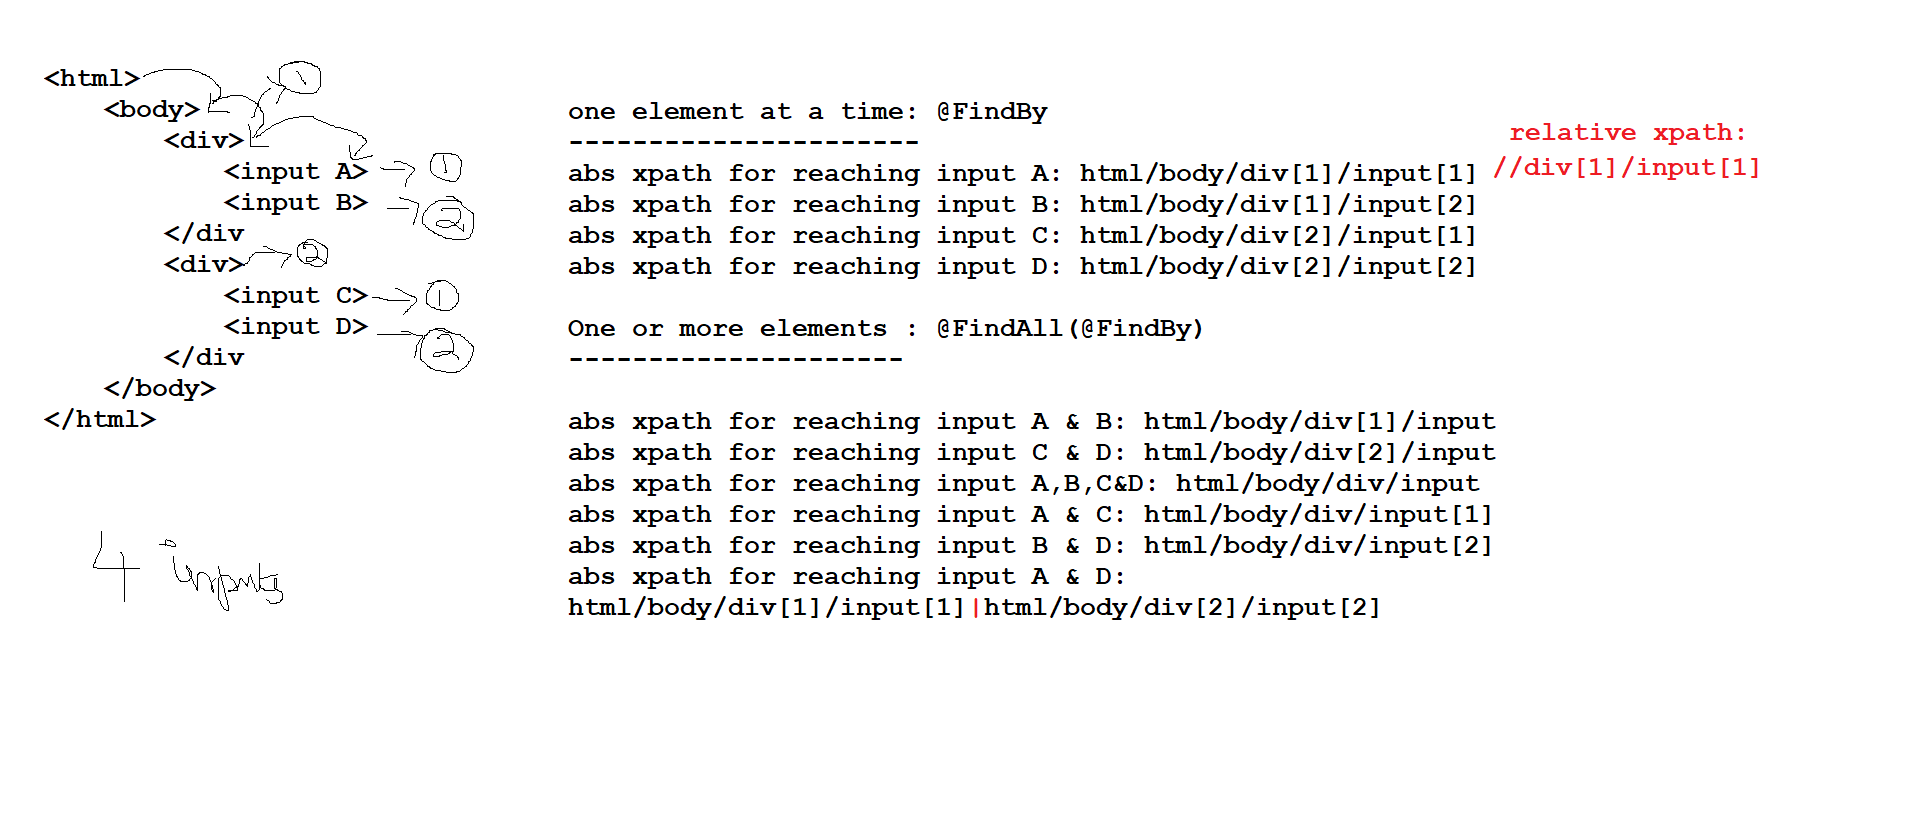 <html>
<body>
<div>
<input A>
<input B>
</div
<div>
<input C>
<input D>
</div
</body>
</html>
1
1
2
2
1
2
4 inputs
one element at a time: @FindBy
----------------------
abs xpath for reaching input A: html/body/div[1]/input[1]
abs xpath for reaching input B: html/body/div[1]/input[2]
abs xpath for reaching input C: html/body/div[2]/input[1]
abs xpath for reaching input D: html/body/div[2]/input[2]
One or more elements : @FindAll(@FindBy)
---------------------
abs xpath for reaching input A & B: html/body/div[1]/input
abs xpath for reaching input C & D: html/body/div[2]/input
abs xpath for reaching input A,B,C&D: html/body/div/input
abs xpath for reaching input A & C: html/body/div/input[1]
abs xpath for reaching input B & D: html/body/div/input[2]
abs xpath for reaching input A & D:
html/body/div[1]/input[1]|html/body/div[2]/input[2]
relative xpath:
//div[1]/input[1]